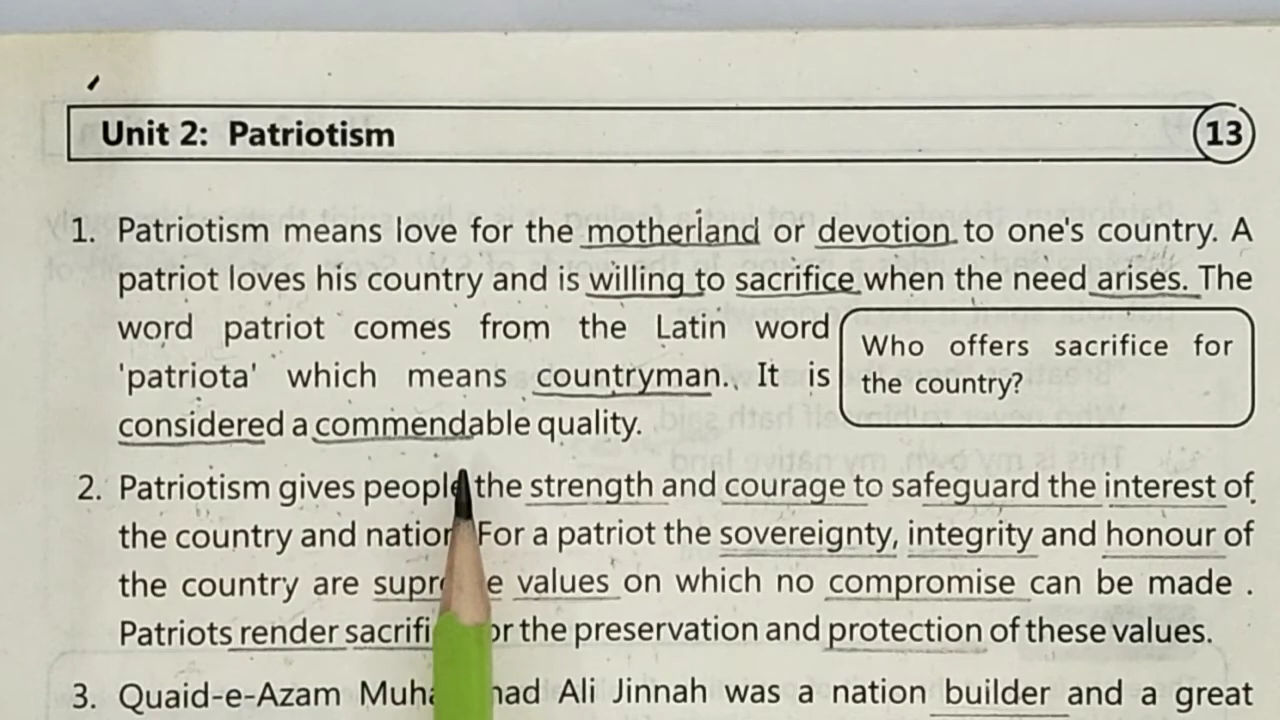 Unit 2: Patriotism
13
1. Patriotism means love for the motherland or devotion to one's country. A
patriot loves his country and is willing to sacrifice when the need arises. The
word patriot comes from the Latin word
'patriota' which means countryman. It is
considered a commendable quality.
Who offers sacrifice for
the country?
2. Patriotism gives people the strength and courage to safeguard the interest of
the country and nation For a patriot the sovereignty, integrity and honour of
the country are values on which no compromise can be made .
Patriots render the preservation and protection of these values.
3. Quaid-e-Azam Ali Jinnah was a nation builder and a great